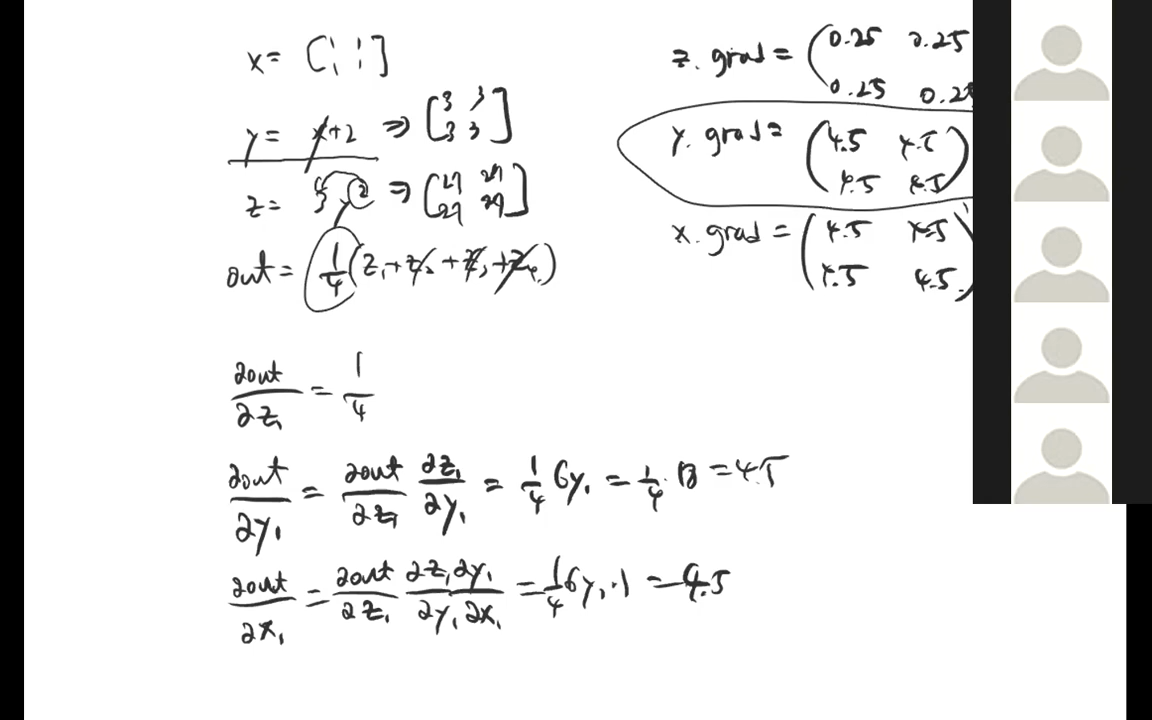 x = [1 1
1 1]
y = x+2 ⇒ [3 3
3 3]
z = 3y² ⇒ [27 27
27 27]
out = 1/4 (z₁+z₂+z₃+z₄)
z.grad = (0.25 0.25
0.25 0.2
y.grad = (4.5 4.5
4.5 4.5)
x.grad = (4.5 4.5
4.5 4.5)
∂out/∂z₁ = 1/4
∂out/∂y₁ = ∂out/∂z₁ ∂z₁/∂y₁ = 1/4 6y₁ = 1/4 · 18 = 4.5
∂out/∂x₁ = ∂out/∂z₁ ∂z₁/∂y₁ ∂y₁/∂x₁ = 1/4 6y₁·1 = 4.5